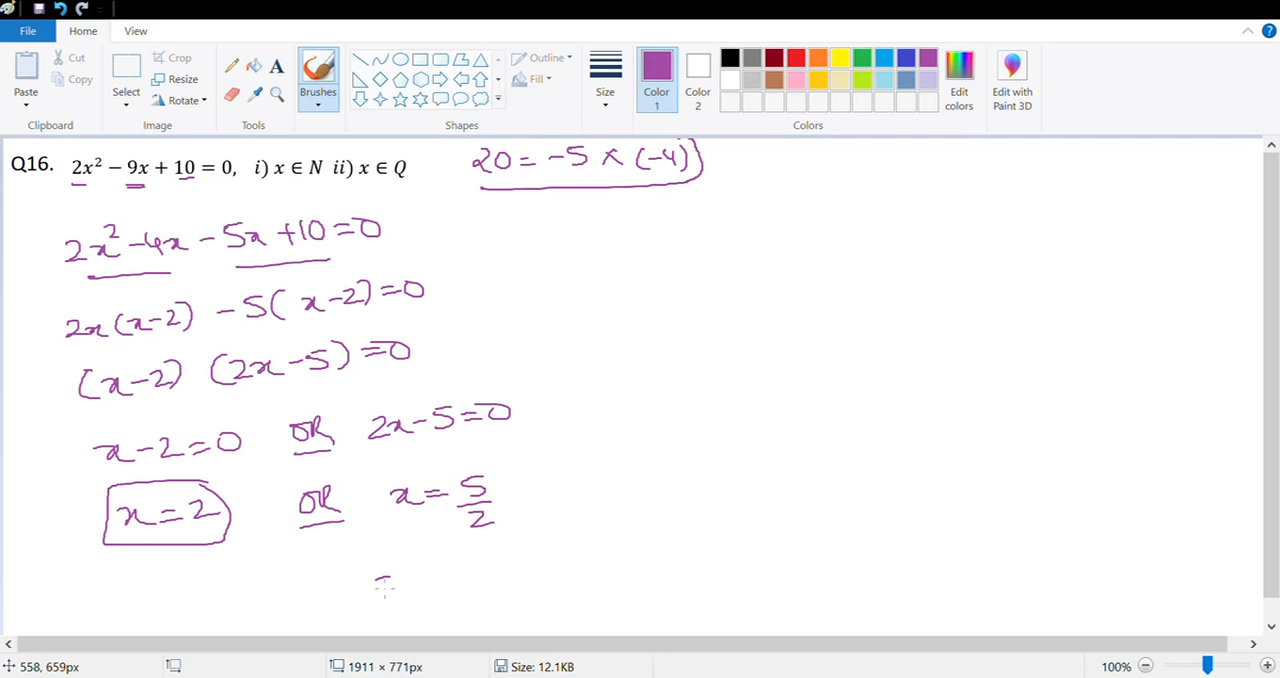 File Home View
Paste Cut Copy Select Crop Resize Rotate A Brushes Outline Fill Size Color 1 Color 2 Edit colors Edit with Paint 3D
Clipboard Image Tools Shapes Colors
Q16. 2x² − 9x + 10 = 0, i) x ∈ N ii) x ∈ Q 20 = -5 × (-4)
2x² - 4x - 5x + 10 = 0
2x(x-2) - 5(x-2) = 0
(x-2) (2x-5) = 0
x-2=0 OR 2x-5=0
x=2 OR x = 5/2
558, 659px 1911 × 771px Size: 12.1KB 100%